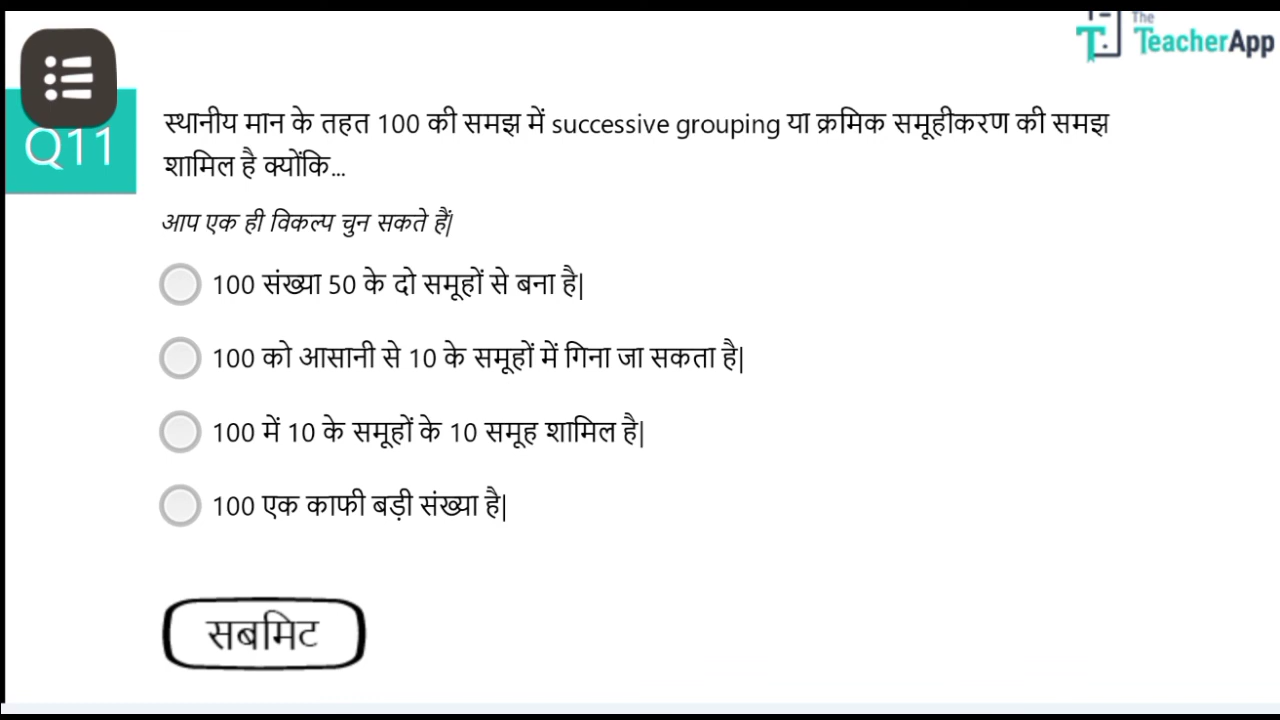 The
TeacherApp
Q11
स्थानीय मान के तहत 100 की समझ में successive grouping या क्रमिक समूहीकरण की समझ
शामिल है क्योंकि...
आप एक ही विकल्प चुन सकते हैं|
100 संख्या 50 के दो समूहों से बना है|
100 को आसानी से 10 के समूहों में गिना जा सकता है|
100 में 10 के समूहों के 10 समूह शामिल है|
100 एक काफी बड़ी संख्या है|
सबमिट